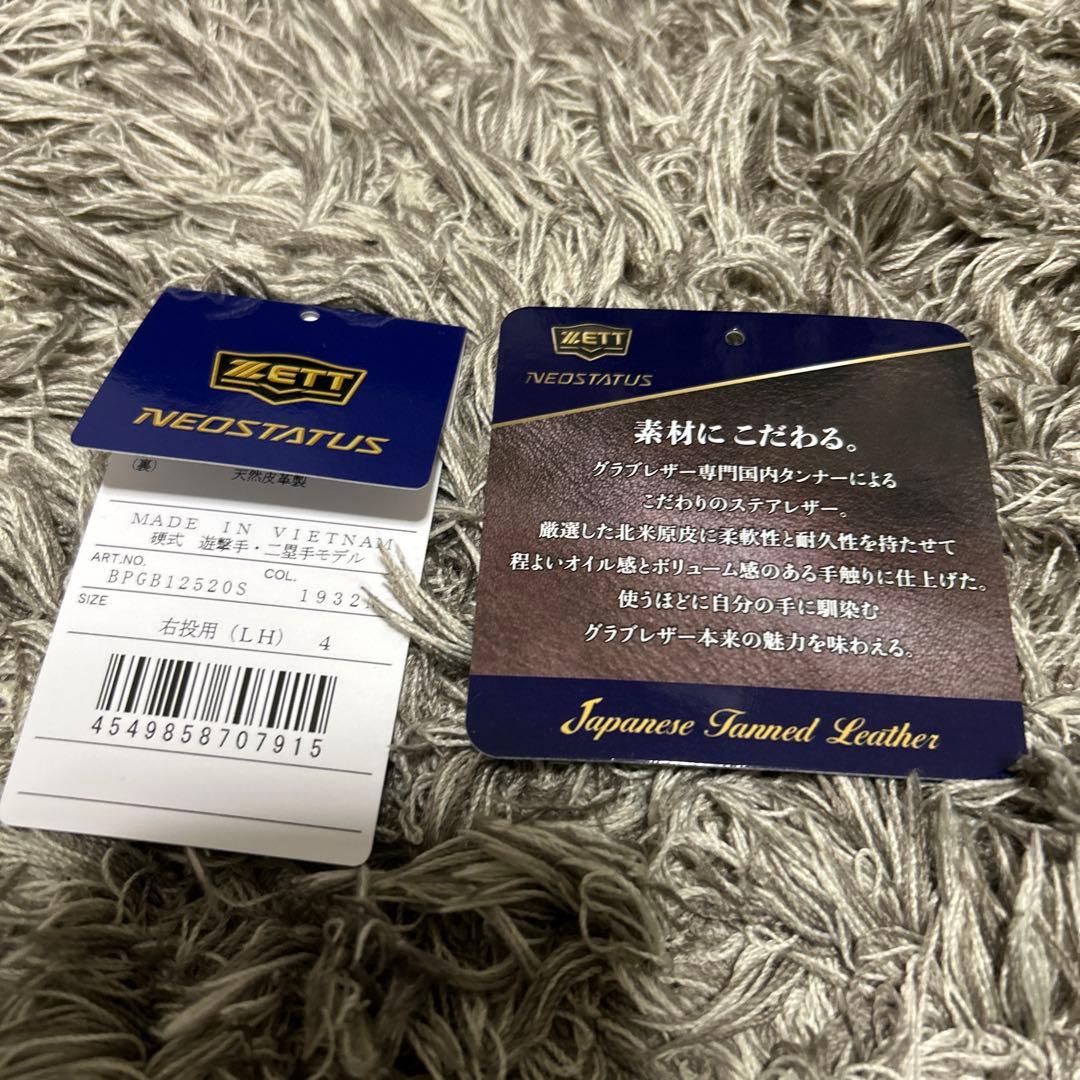 ZETT
NEOSTATUS
(裏) 天然皮革製
MADE IN VIETNAM
硬式 遊撃手・二塁手モデル
ART.NO. COL.
BPGB12520S 1932
SIZE
右投用(LH) 4
4549858707915
ZETT
NEOSTATUS
素材にこだわる。
グラブレザー専門国内タンナーによる
こだわりのステアレザー。
厳選した北米原皮に柔軟性と耐久性を持たせて
程よいオイル感とボリューム感のある手触りに仕上げた。
使うほどに自分の手に馴染む
グラブレザー本来の魅力を味わえる。
Japanese Tanned Leather